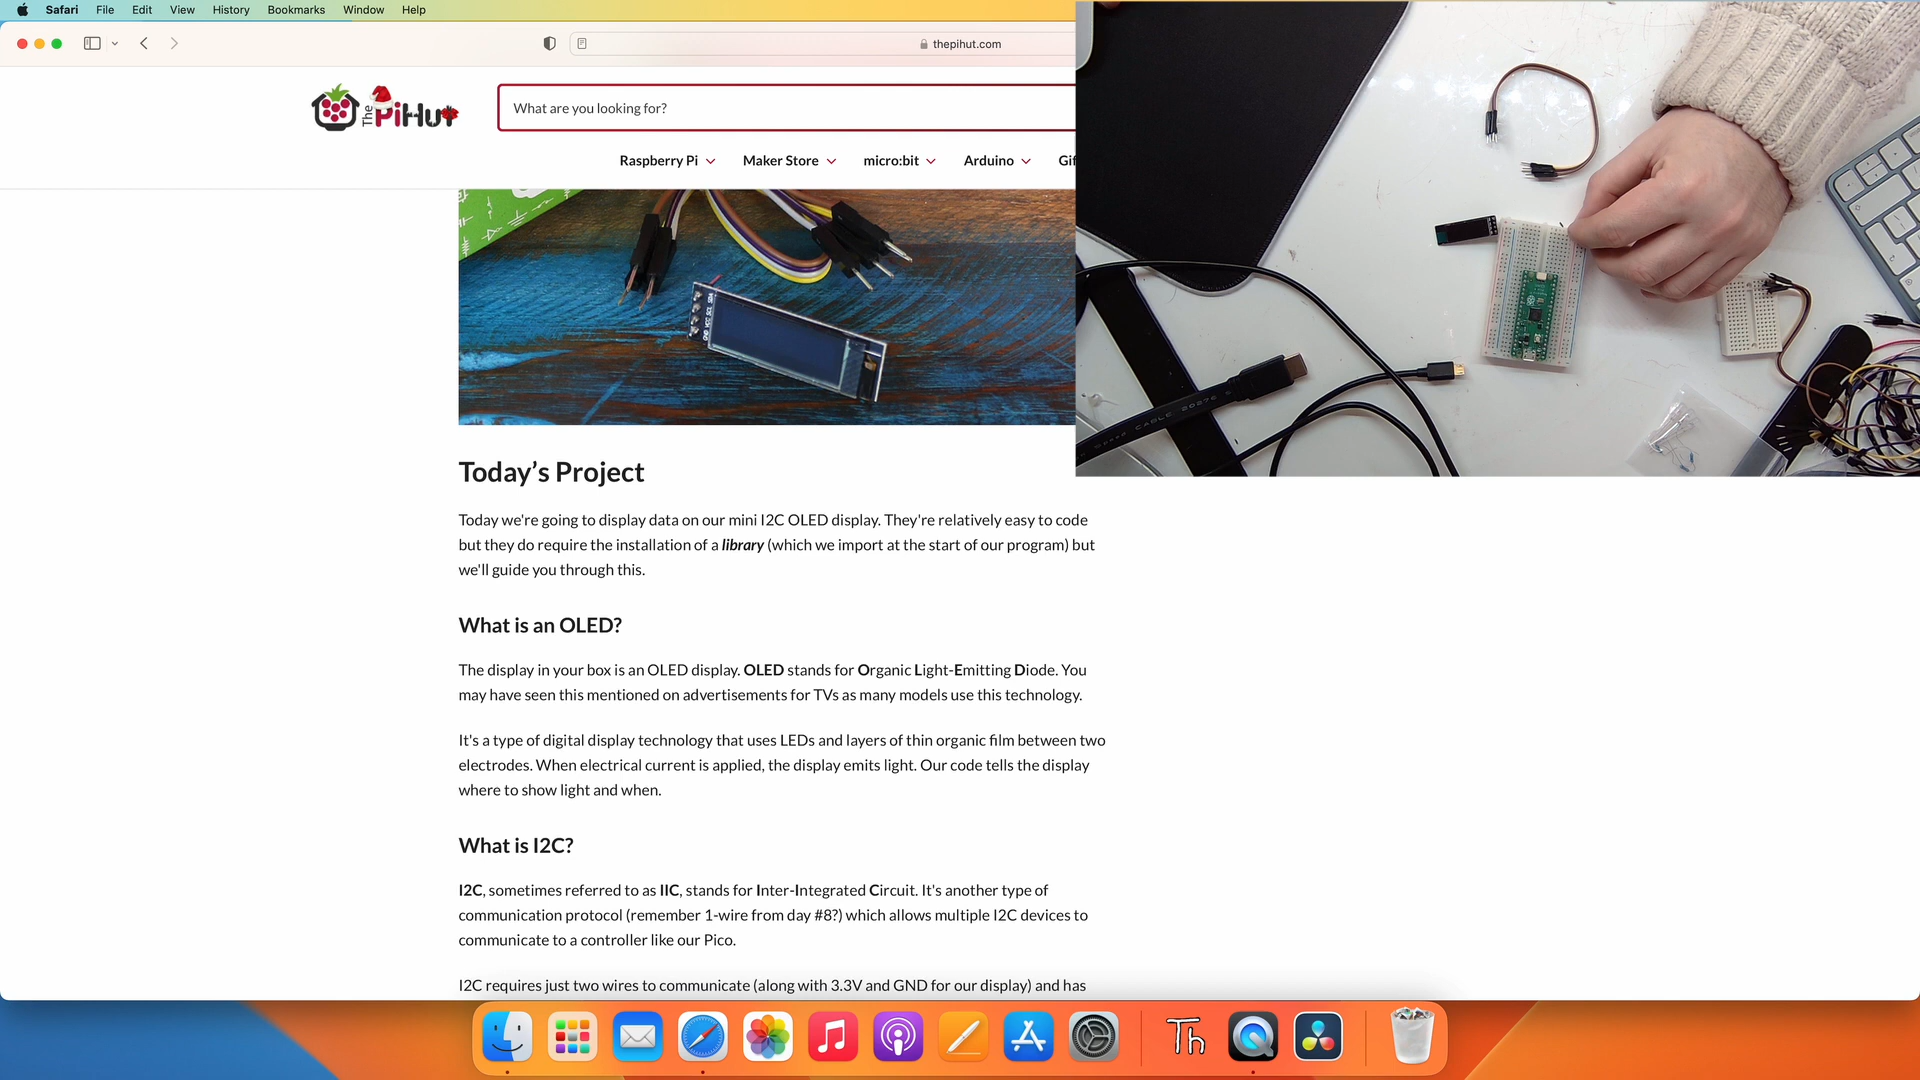 Safari File Edit View History Bookmarks Window Help
thepihut.com
The PiHut
What are you looking for?
Raspberry Pi Maker Store micro:bit Arduino Gif
GND VCC SCL SDA
Today’s Project
Today we're going to display data on our mini I2C OLED display. They're relatively easy to code
but they do require the installation of a library (which we import at the start of our program) but
we'll guide you through this.
What is an OLED?
The display in your box is an OLED display. OLED stands for Organic Light-Emitting Diode. You
may have seen this mentioned on advertisements for TVs as many models use this technology.
It's a type of digital display technology that uses LEDs and layers of thin organic film between two
electrodes. When electrical current is applied, the display emits light. Our code tells the display
where to show light and when.
What is I2C?
I2C, sometimes referred to as IIC, stands for Inter-Integrated Circuit. It's another type of
communication protocol (remember 1-wire from day #8?) which allows multiple I2C devices to
communicate to a controller like our Pico.
I2C requires just two wires to communicate (along with 3.3V and GND for our display) and has
Th